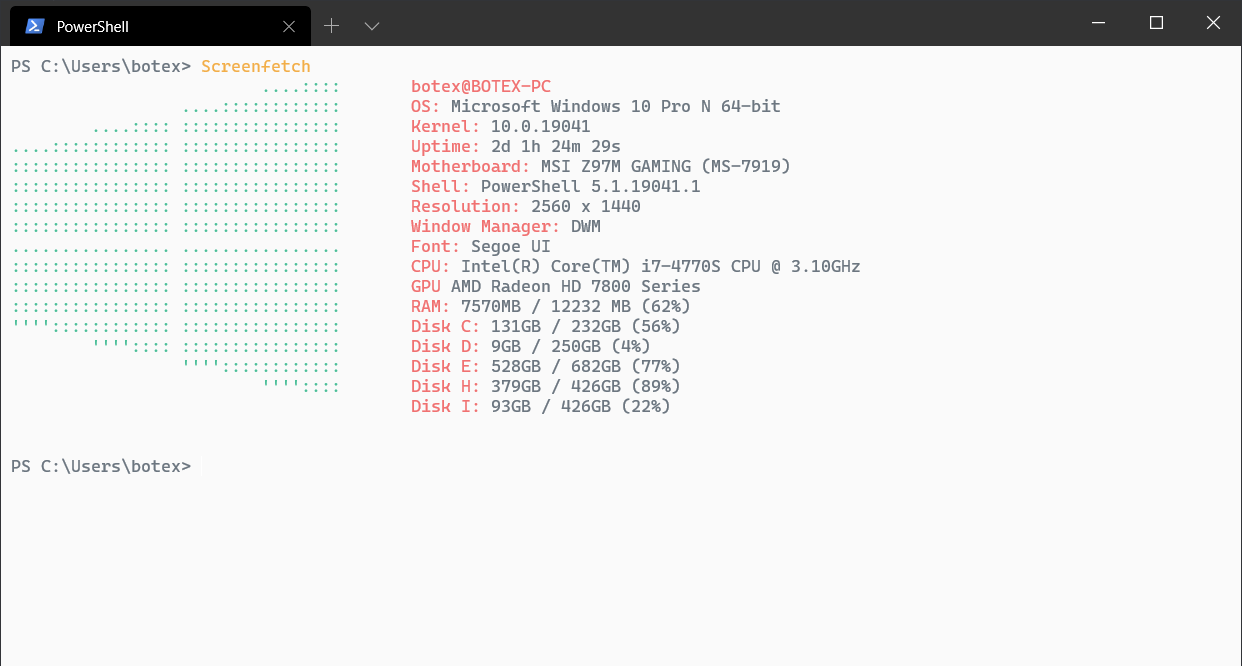 PowerShell
PS C:\Users\botex> Screenfetch
....::::  botex@BOTEX-PC
....::::::::::::  OS: Microsoft Windows 10 Pro N 64-bit
....:::: ::::::::::::::::  Kernel: 10.0.19041
....:::::::::::: ::::::::::::::::  Uptime: 2d 1h 24m 29s
:::::::::::::::: ::::::::::::::::  Motherboard: MSI Z97M GAMING (MS-7919)
:::::::::::::::: ::::::::::::::::  Shell: PowerShell 5.1.19041.1
:::::::::::::::: ::::::::::::::::  Resolution: 2560 x 1440
:::::::::::::::: ::::::::::::::::  Window Manager: DWM
................ ................  Font: Segoe UI
:::::::::::::::: ::::::::::::::::  CPU: Intel(R) Core(TM) i7-4770S CPU @ 3.10GHz
:::::::::::::::: ::::::::::::::::  GPU AMD Radeon HD 7800 Series
:::::::::::::::: ::::::::::::::::  RAM: 7570MB / 12232 MB (62%)
'''':::::::::::: ::::::::::::::::  Disk C: 131GB / 232GB (56%)
'''':::: ::::::::::::::::  Disk D: 9GB / 250GB (4%)
''''::::::::::::  Disk E: 528GB / 682GB (77%)
''''::::  Disk H: 379GB / 426GB (89%)
Disk I: 93GB / 426GB (22%)
PS C:\Users\botex>